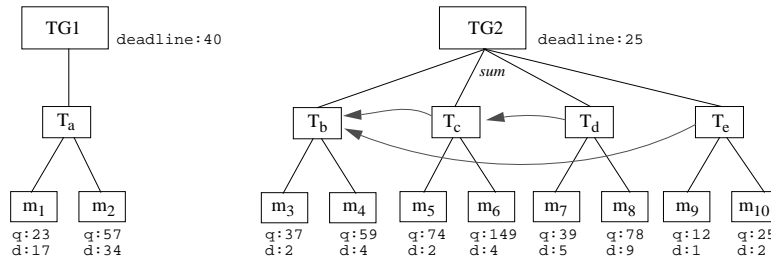 TG1 TG2
deadline:40 deadline:25
sum
Ta Tb Tc Td Te
m1 m2 m3 m4 m5 m6 m7 m8 m9 m10
q:23 q:57 q:37 q:59 q:74 q:149 q:39 q:78 q:12 q:25
d:17 d:34 d:2 d:4 d:2 d:4 d:5 d:9 d:1 d:2